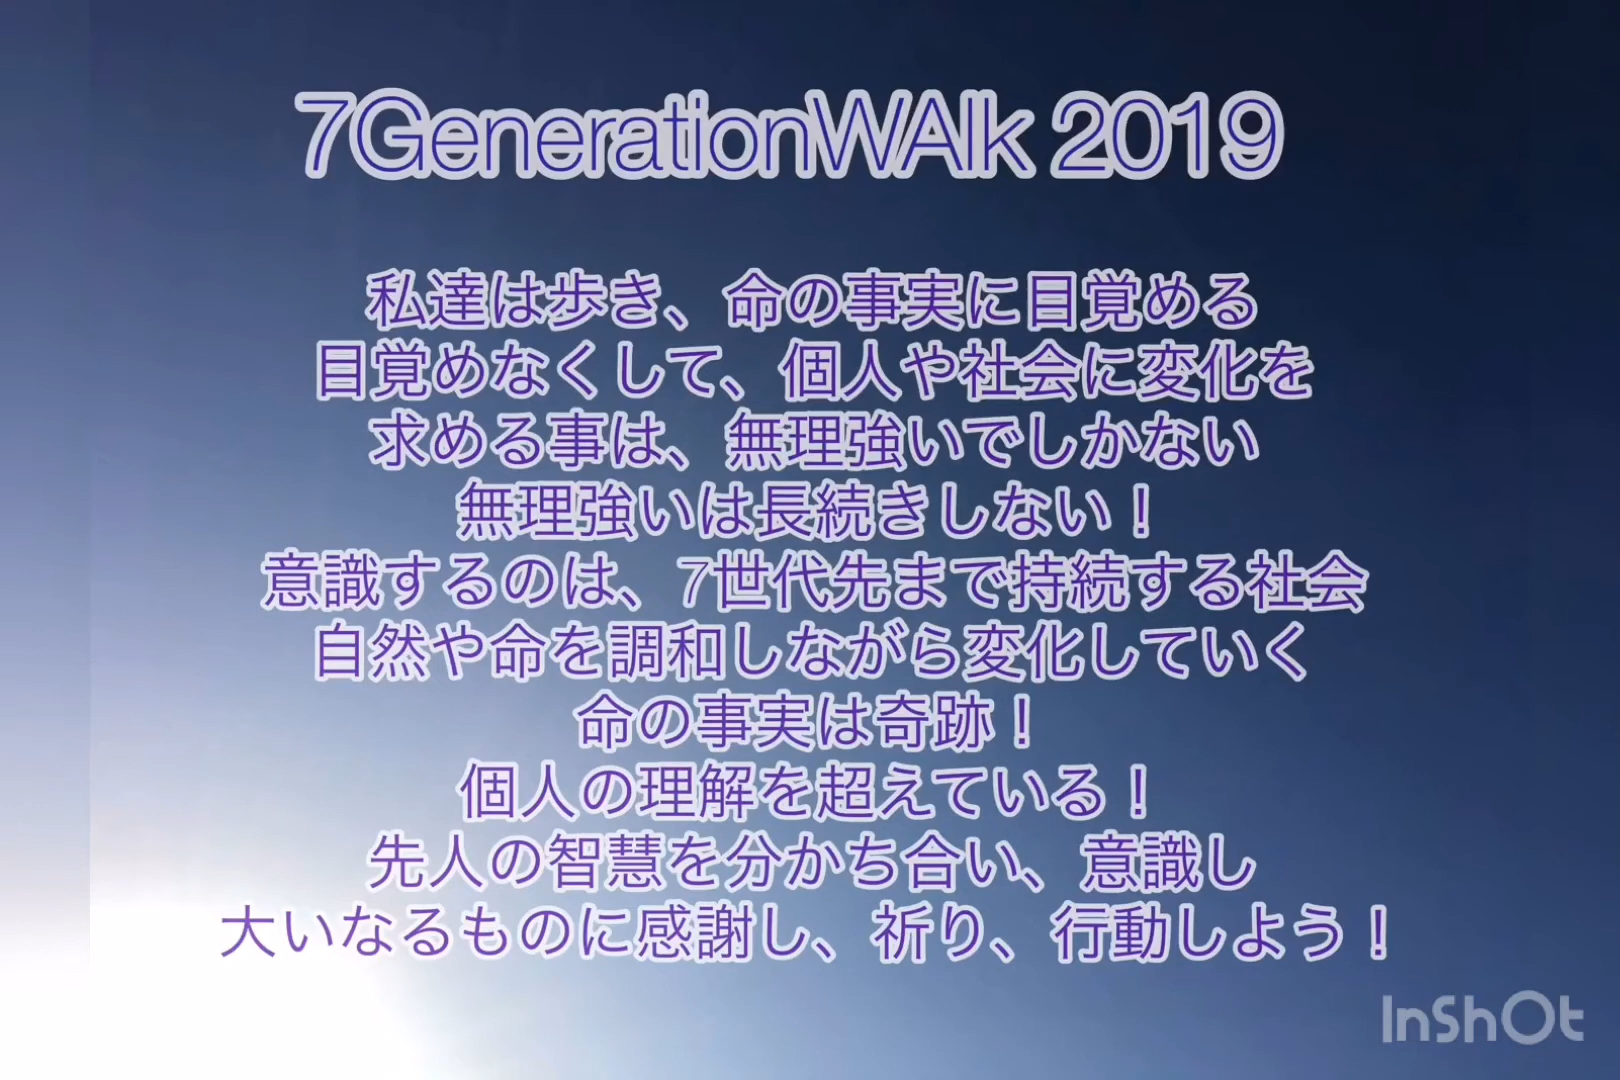 7GenerationWAlk 2019
私達は歩き、命の事実に目覚める
目覚めなくして、個人や社会に変化を
求める事は、無理強いでしかない
無理強いは長続きしない！
意識するのは、7世代先まで持続する社会
自然や命を調和しながら変化していく
命の事実は奇跡！
個人の理解を超えている！
先人の智慧を分かち合い、意識し
大いなるものに感謝し、祈り、行動しよう！
InShOt